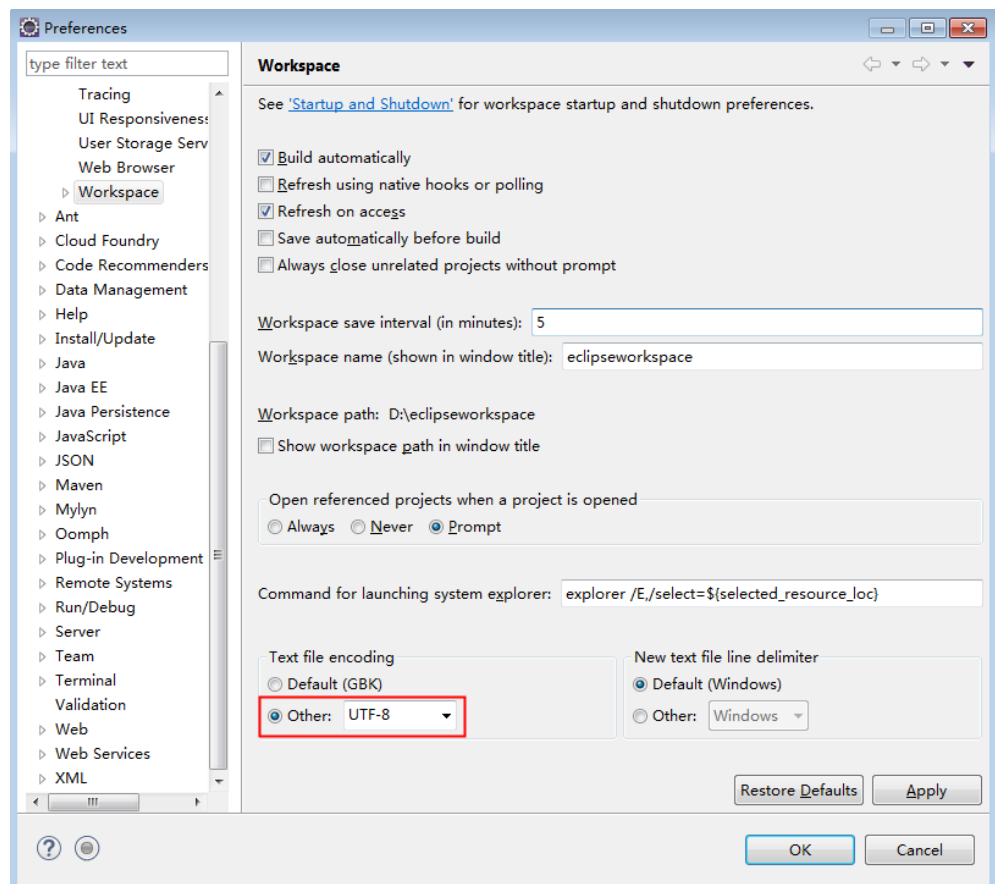 Preferences
type filter text
Tracing
UI Responsiveness
User Storage Serv
Web Browser
Workspace
Ant
Cloud Foundry
Code Recommenders
Data Management
Help
Install/Update
Java
Java EE
Java Persistence
JavaScript
JSON
Maven
Mylyn
Oomph
Plug-in Development
Remote Systems
Run/Debug
Server
Team
Terminal
Validation
Web
Web Services
XML
Workspace
See 'Startup and Shutdown' for workspace startup and shutdown preferences.
Build automatically
Refresh using native hooks or polling
Refresh on access
Save automatically before build
Always close unrelated projects without prompt
Workspace save interval (in minutes): 5
Workspace name (shown in window title): eclipseworkspace
Workspace path: D:\eclipseworkspace
Show workspace path in window title
Open referenced projects when a project is opened
Always Never Prompt
Command for launching system explorer: explorer /E,/select=${selected_resource_loc}
Text file encoding
Default (GBK)
Other: UTF-8
New text file line delimiter
Default (Windows)
Other: Windows
Restore Defaults Apply
OK Cancel